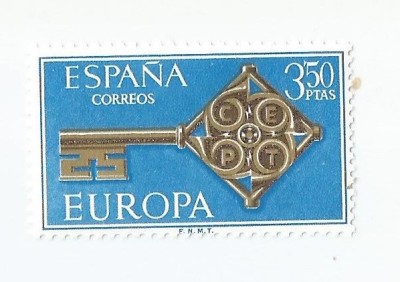 ESPAÑA
CORREOS
3'50
PTAS
C E
P T
EUROPA
F.N.M.T.